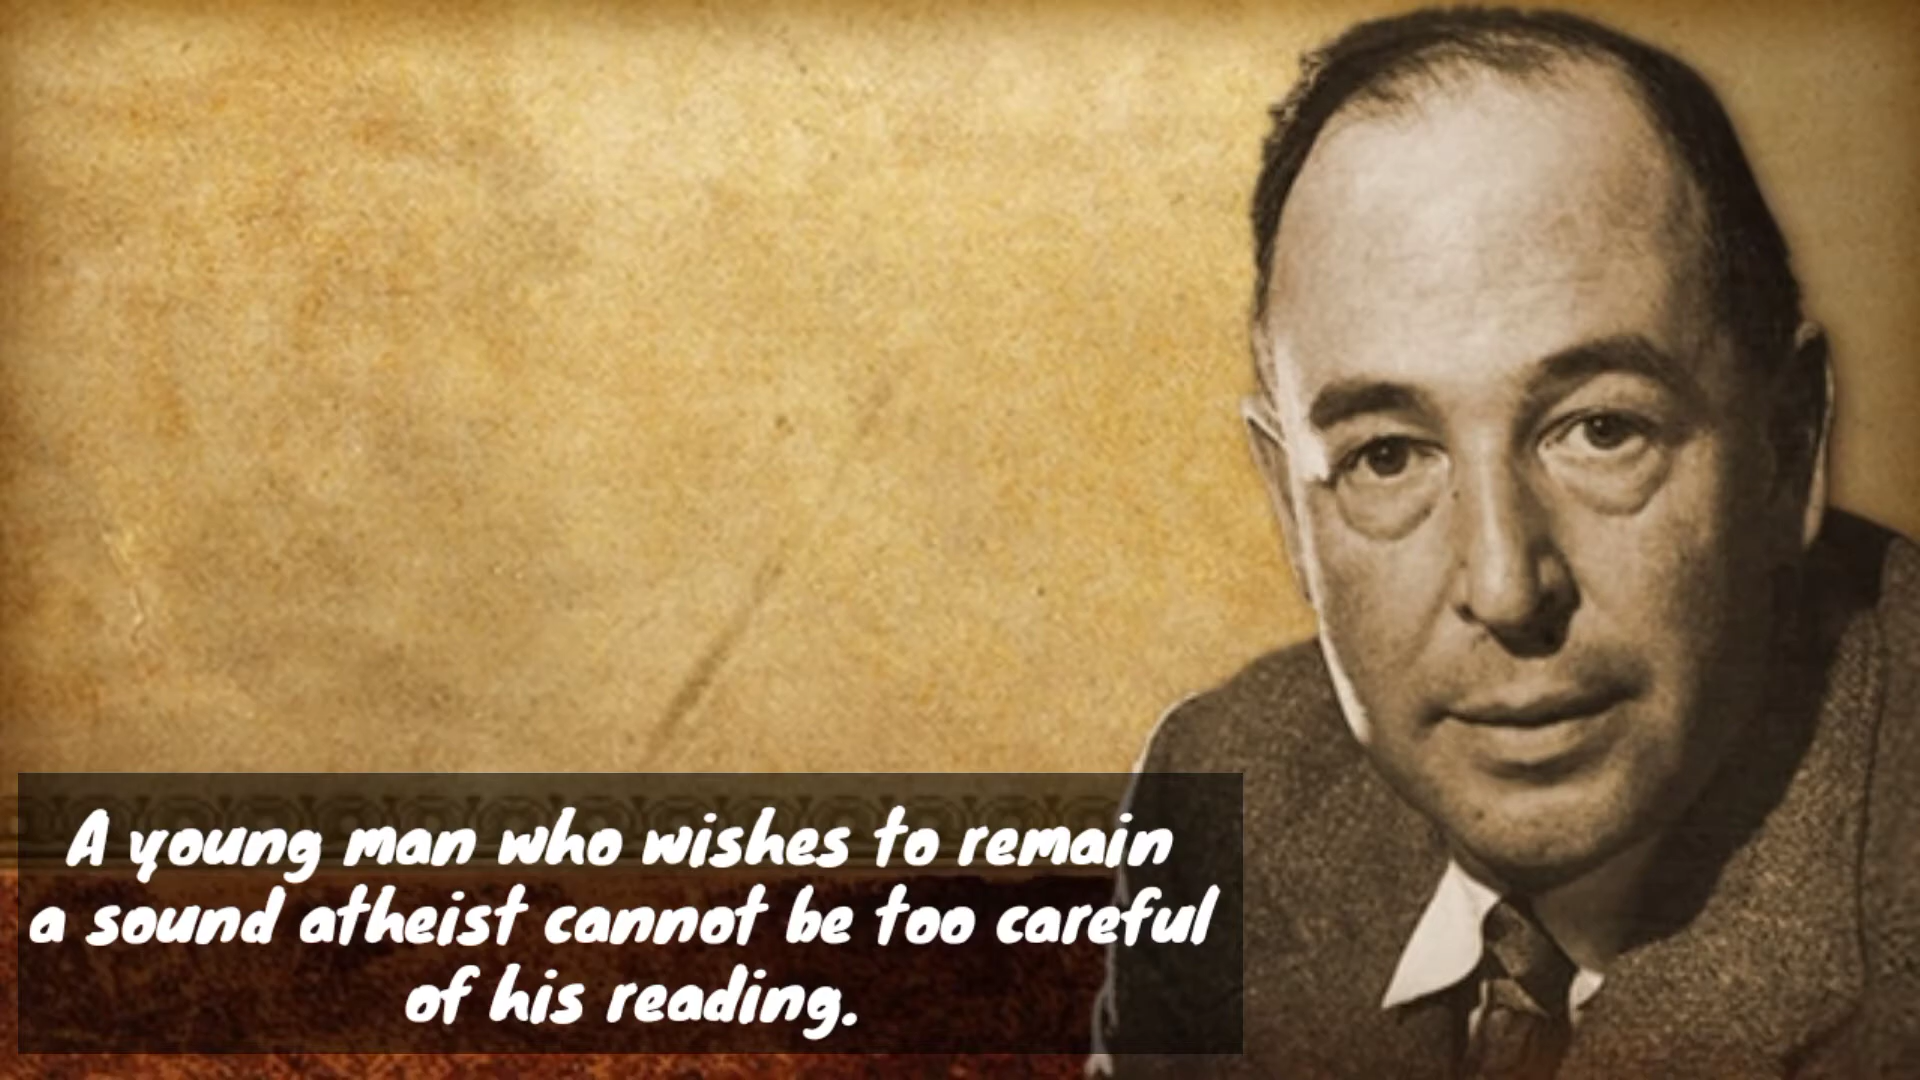 A young man who wishes to remain
a sound atheist cannot be too careful
of his reading.